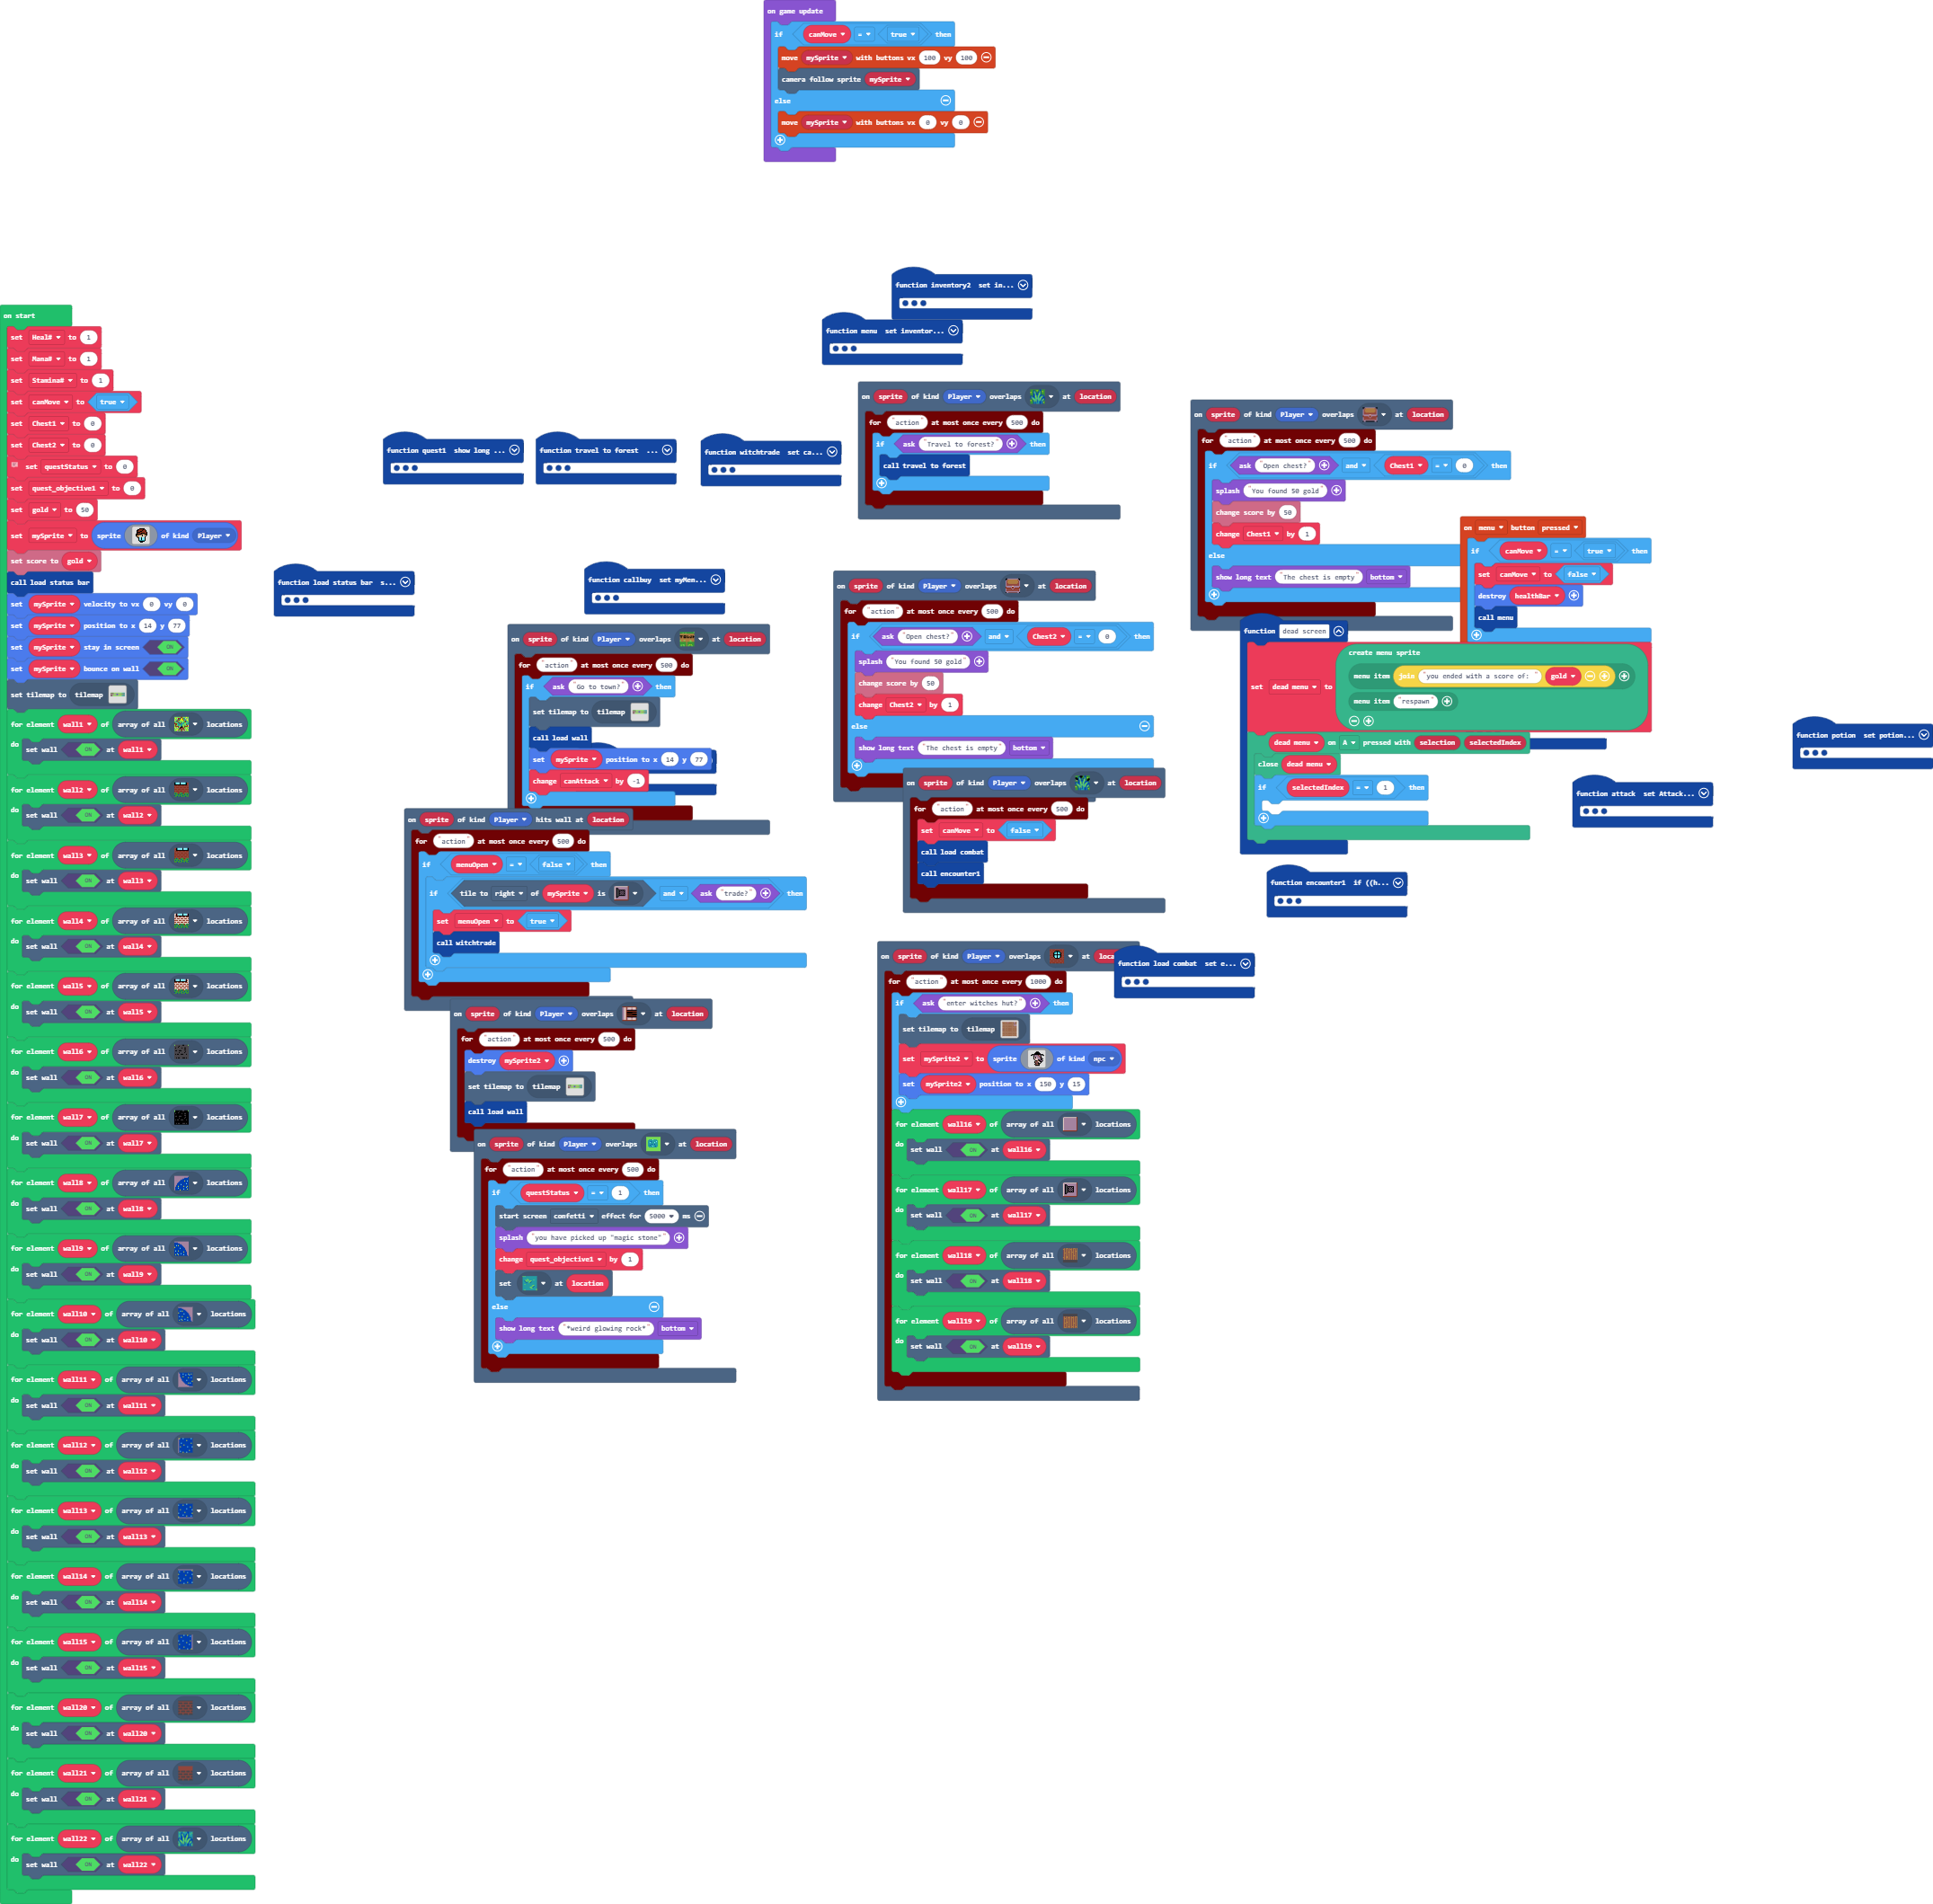 on game update
if canMove = true then
move mySprite with buttons vx 100 vy 100
camera follow sprite mySprite
else
move mySprite with buttons vx 0 vy 0
function inventory2 set in...
function menu set inventor...
on start
set Heal# to 1
set Mana# to 1
set Stamina# to 1
set canMove to true
set Chest1 to 0
set Chest2 to 0
set questStatus to 0
set quest_objective1 to 0
set gold to 50
set mySprite to sprite of kind Player
set score to gold
call load status bar
set mySprite velocity to vx 0 vy 0
set mySprite position to x 14 y 77
set mySprite stay in screen ON
set mySprite bounce on wall ON
set tilemap to tilemap
for element wall1 of array of all locations
do set wall ON at wall1
for element wall2 of array of all locations
do set wall ON at wall2
for element wall3 of array of all locations
do set wall ON at wall3
for element wall4 of array of all locations
do set wall ON at wall4
for element wall5 of array of all locations
do set wall ON at wall5
for element wall6 of array of all locations
do set wall ON at wall6
for element wall7 of array of all locations
do set wall ON at wall7
for element wall8 of array of all locations
do set wall ON at wall8
for element wall9 of array of all locations
do set wall ON at wall9
for element wall10 of array of all locations
do set wall ON at wall10
for element wall11 of array of all locations
do set wall ON at wall11
for element wall12 of array of all locations
do set wall ON at wall12
for element wall13 of array of all locations
do set wall ON at wall13
for element wall14 of array of all locations
do set wall ON at wall14
for element wall15 of array of all locations
do set wall ON at wall15
for element wall20 of array of all locations
do set wall ON at wall20
for element wall21 of array of all locations
do set wall ON at wall21
for element wall22 of array of all locations
do set wall ON at wall22
function quest1 show long ...
function travel to forest ...
function witchtrade set ca...
function load status bar s...
function callbuy set myMen...
on sprite of kind Player overlaps at location
for "action" at most once every 500 do
if ask "Travel to forest?" then
call travel to forest
on sprite of kind Player overlaps at location
for "action" at most once every 500 do
if ask "Open chest?" and Chest1 = 0 then
splash "You found 50 gold"
change score by 50
change Chest1 by 1
else
show long text "The chest is empty" bottom
on menu button pressed
if canMove = true then
set canMove to false
destroy healthBar
call menu
on sprite of kind Player overlaps at location
for "action" at most once every 500 do
if ask "Open chest?" and Chest2 = 0 then
splash "You found 50 gold"
change score by 50
change Chest2 by 1
else
show long text "The chest is empty" bottom
on sprite of kind Player overlaps at location
for "action" at most once every 500 do
if ask "Go to town?" then
set tilemap to tilemap
call load wall
set mySprite position to x 14 y 77
change canAttack by -1
function dead screen
set dead menu to create menu sprite
menu item join "you ended with a score of: " gold
menu item "respawn"
dead menu on A pressed with selection selectedIndex
close dead menu
if selectedIndex = 1 then
function potion set potion...
function attack set Attack...
function encounter1 if ((h...
on sprite of kind Player overlaps at location
for "action" at most once every 500 do
set canMove to false
call load combat
call encounter1
on sprite of kind Player hits wall at location
for "action" at most once every 500 do
if menuOpen = false then
if tile to right of mySprite is and ask "trade?" then
set menuOpen to true
call witchtrade
function load combat set e...
on sprite of kind Player overlaps at loca
for "action" at most once every 1000 do
if ask "enter witches hut?" then
set tilemap to tilemap
set mySprite2 to sprite of kind npc
set mySprite2 position to x 150 y 15
for element wall16 of array of all locations
do set wall ON at wall16
for element wall17 of array of all locations
do set wall ON at wall17
for element wall18 of array of all locations
do set wall ON at wall18
for element wall19 of array of all locations
do set wall ON at wall19
on sprite of kind Player overlaps at location
for "action" at most once every 500 do
destroy mySprite2
set tilemap to tilemap
call load wall
on sprite of kind Player overlaps at location
for "action" at most once every 500 do
if questStatus = 1 then
start screen confetti effect for 5000 ms
splash "you have picked up "magic stone""
change quest_objective1 by 1
set at location
else
show long text "*weird glowing rock*" bottom